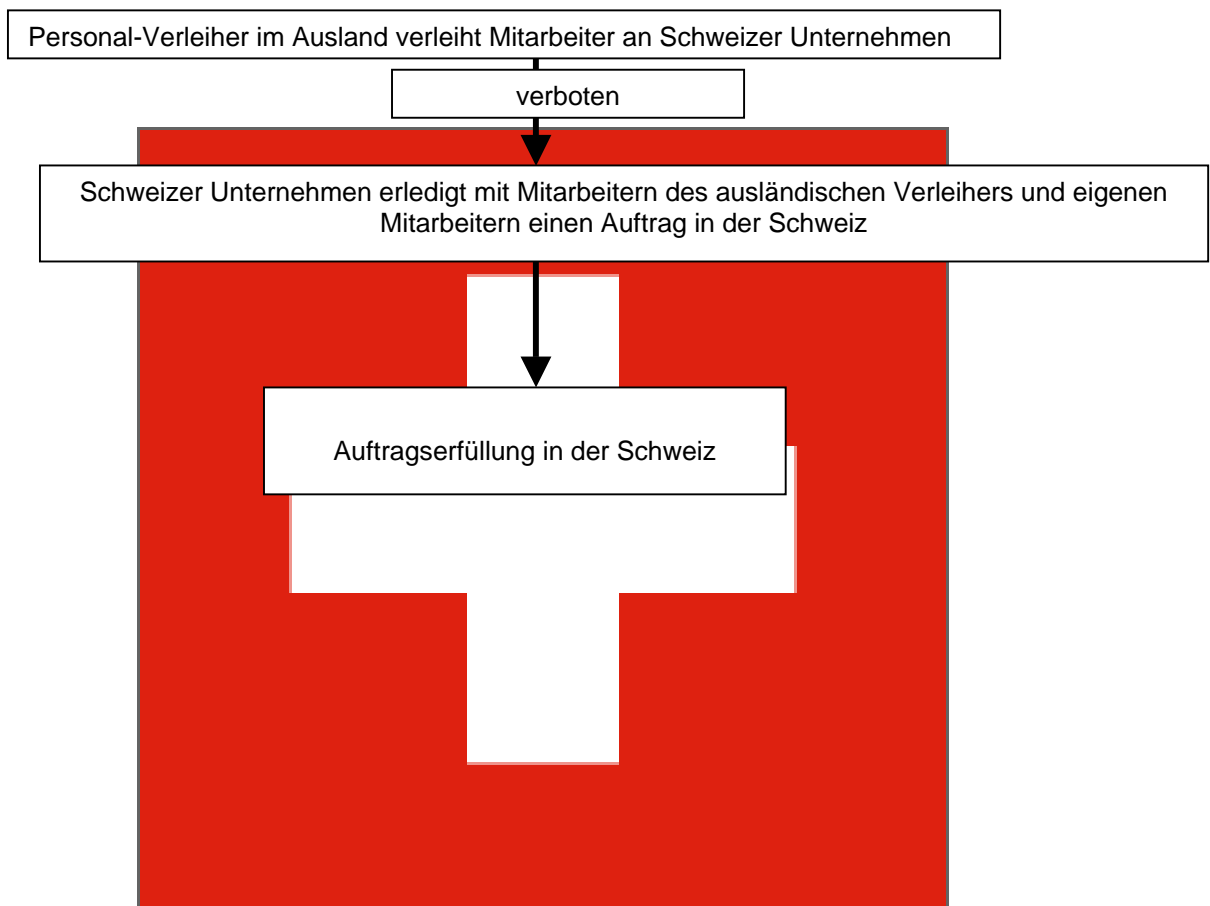 Personal-Verleiher im Ausland verleiht Mitarbeiter an Schweizer Unternehmen
verboten
Schweizer Unternehmen erledigt mit Mitarbeitern des ausländischen Verleihers und eigenen
Mitarbeitern einen Auftrag in der Schweiz
Auftragserfüllung in der Schweiz